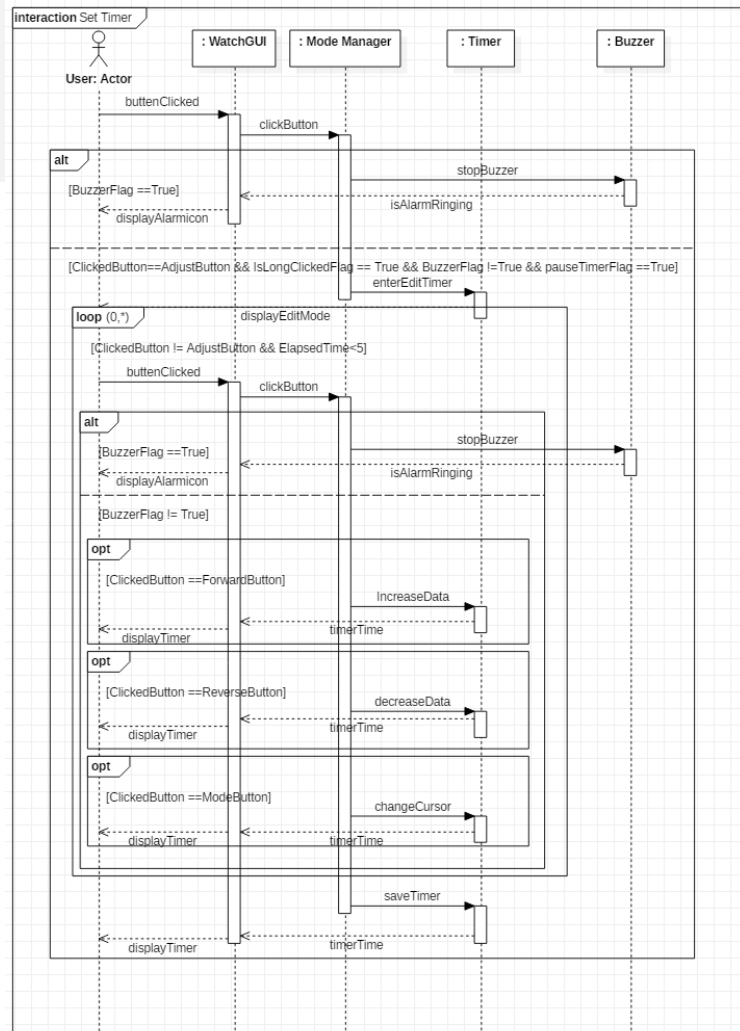 interaction Set Timer
: WatchGUI
: Mode Manager
: Timer
: Buzzer
User: Actor
buttenClicked
clickButton
alt
stopBuzzer
[BuzzerFlag ==True]
isAlarmRinging
displayAlarmicon
[ClickedButton==AdjustButton && IsLongClickedFlag == True && BuzzerFlag !=True && pauseTimerFlag ==True]
enterEditTimer
loop (0,*)
displayEditMode
[ClickedButton != AdjustButton && ElapsedTime<5]
buttenClicked
clickButton
alt
stopBuzzer
[BuzzerFlag ==True]
isAlarmRinging
displayAlarmicon
[BuzzerFlag != True]
opt
[ClickedButton ==ForwardButton]
IncreaseData
timerTime
displayTimer
opt
[ClickedButton ==ReverseButton]
decreaseData
timerTime
displayTimer
opt
[ClickedButton ==ModeButton]
changeCursor
displayTimer
timerTime
saveTimer
timerTime
displayTimer